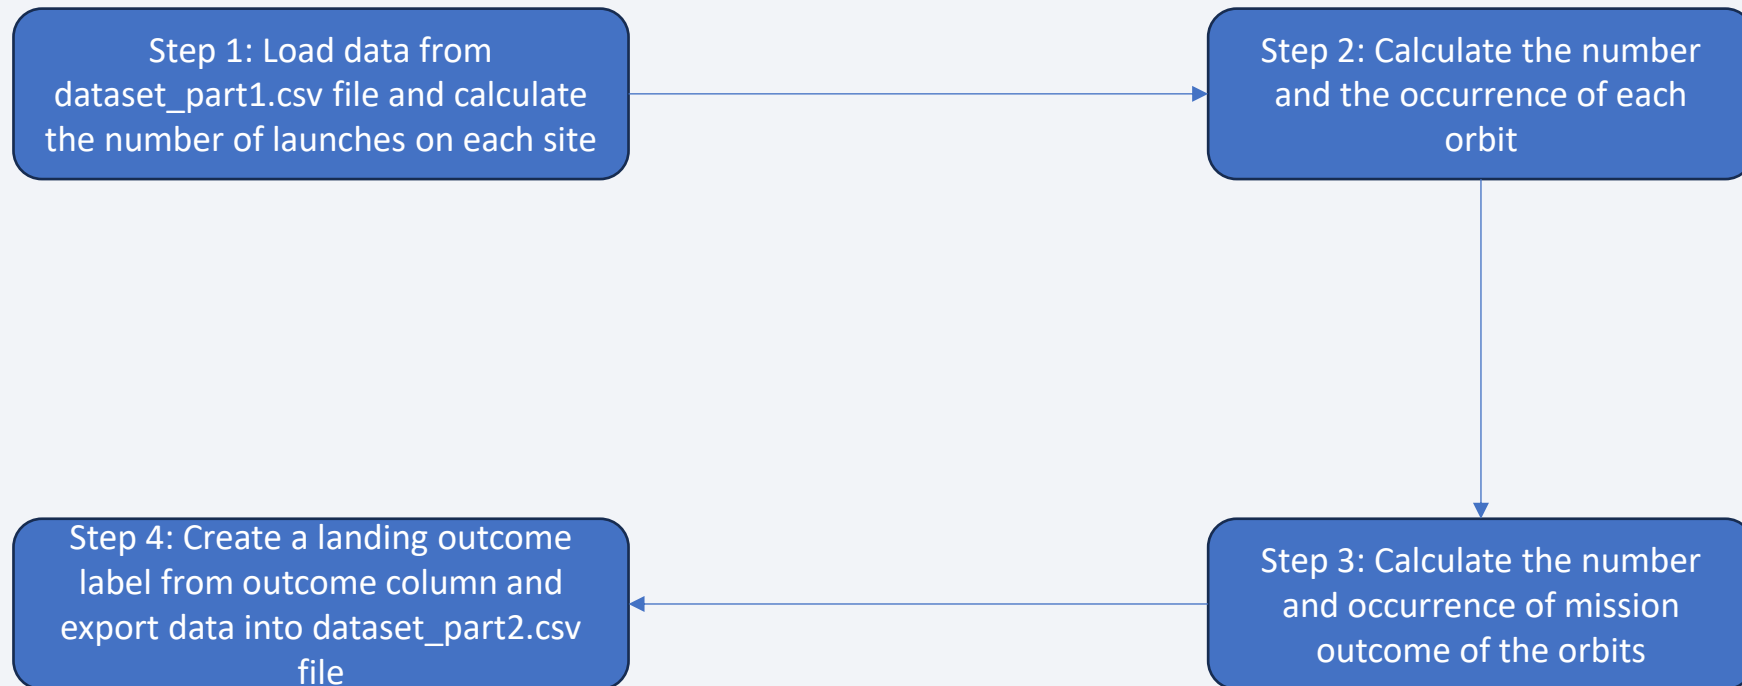 Step 1: Load data from
dataset_part1.csv file and calculate
the number of launches on each site
Step 2: Calculate the number
and the occurrence of each
orbit
Step 3: Calculate the number
and occurrence of mission
outcome of the orbits
Step 4: Create a landing outcome
label from outcome column and
export data into dataset_part2.csv
file